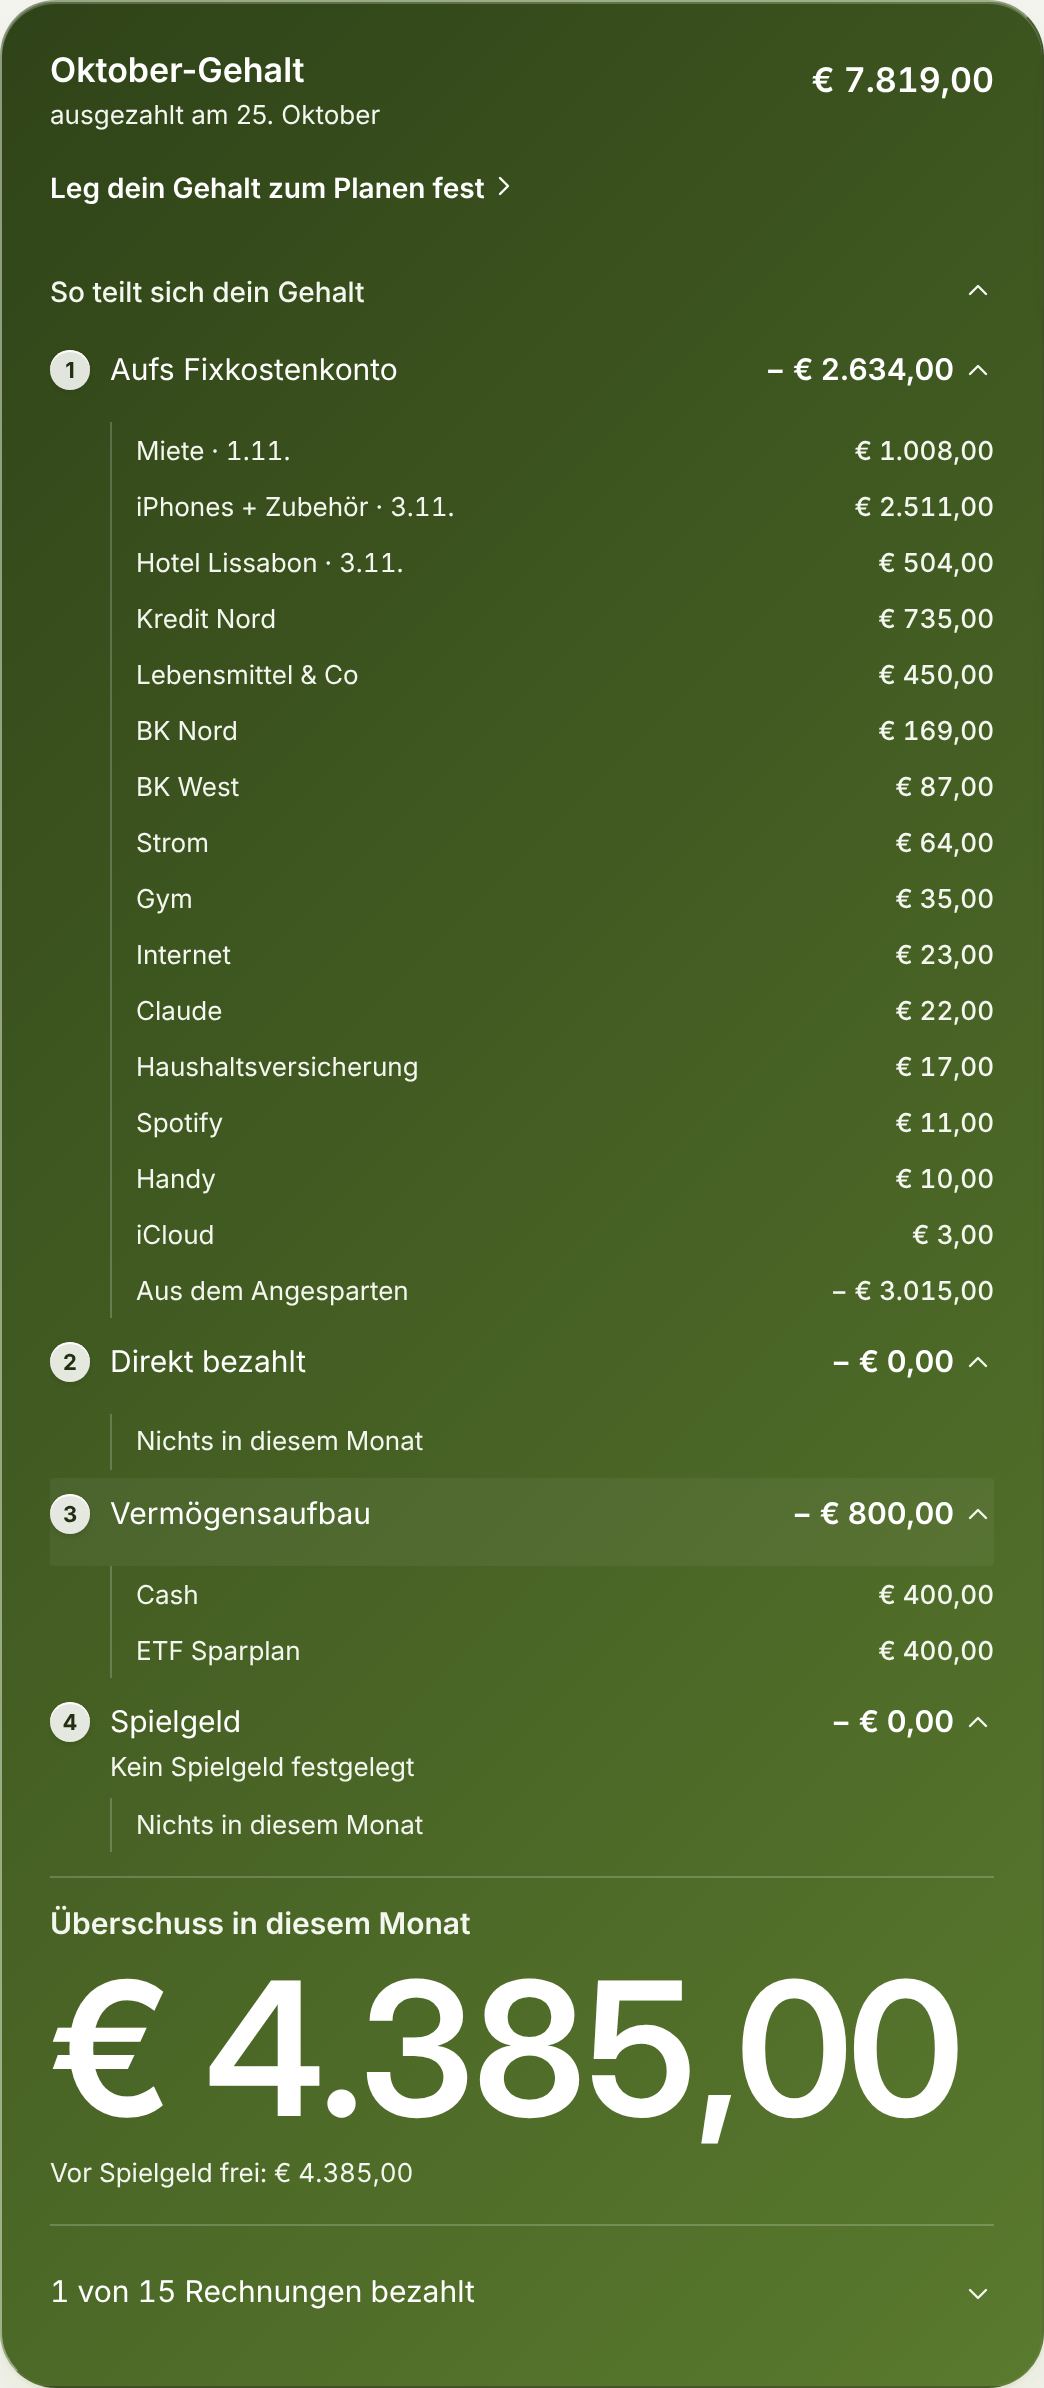 Oktober-Gehalt
€ 7.819,00
ausgezahlt am 25. Oktober
Leg dein Gehalt zum Planen fest
So teilt sich dein Gehalt
1 Aufs Fixkostenkonto – € 2.634,00
Miete · 1.11. € 1.008,00
iPhones + Zubehör · 3.11. € 2.511,00
Hotel Lissabon · 3.11. € 504,00
Kredit Nord € 735,00
Lebensmittel & Co € 450,00
BK Nord € 169,00
BK West € 87,00
Strom € 64,00
Gym € 35,00
Internet € 23,00
Claude € 22,00
Haushaltsversicherung € 17,00
Spotify € 11,00
Handy € 10,00
iCloud € 3,00
Aus dem Angesparten – € 3.015,00
2 Direkt bezahlt – € 0,00
Nichts in diesem Monat
3 Vermögensaufbau – € 800,00
Cash € 400,00
ETF Sparplan € 400,00
4 Spielgeld – € 0,00
Kein Spielgeld festgelegt
Nichts in diesem Monat
Überschuss in diesem Monat
€ 4.385,00
Vor Spielgeld frei: € 4.385,00
1 von 15 Rechnungen bezahlt